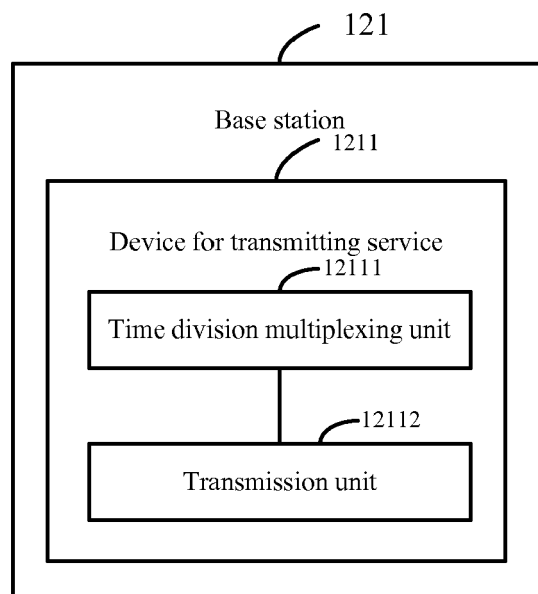 121
Base station
1211
Device for transmitting service
12111
Time division multiplexing unit
12112
Transmission unit